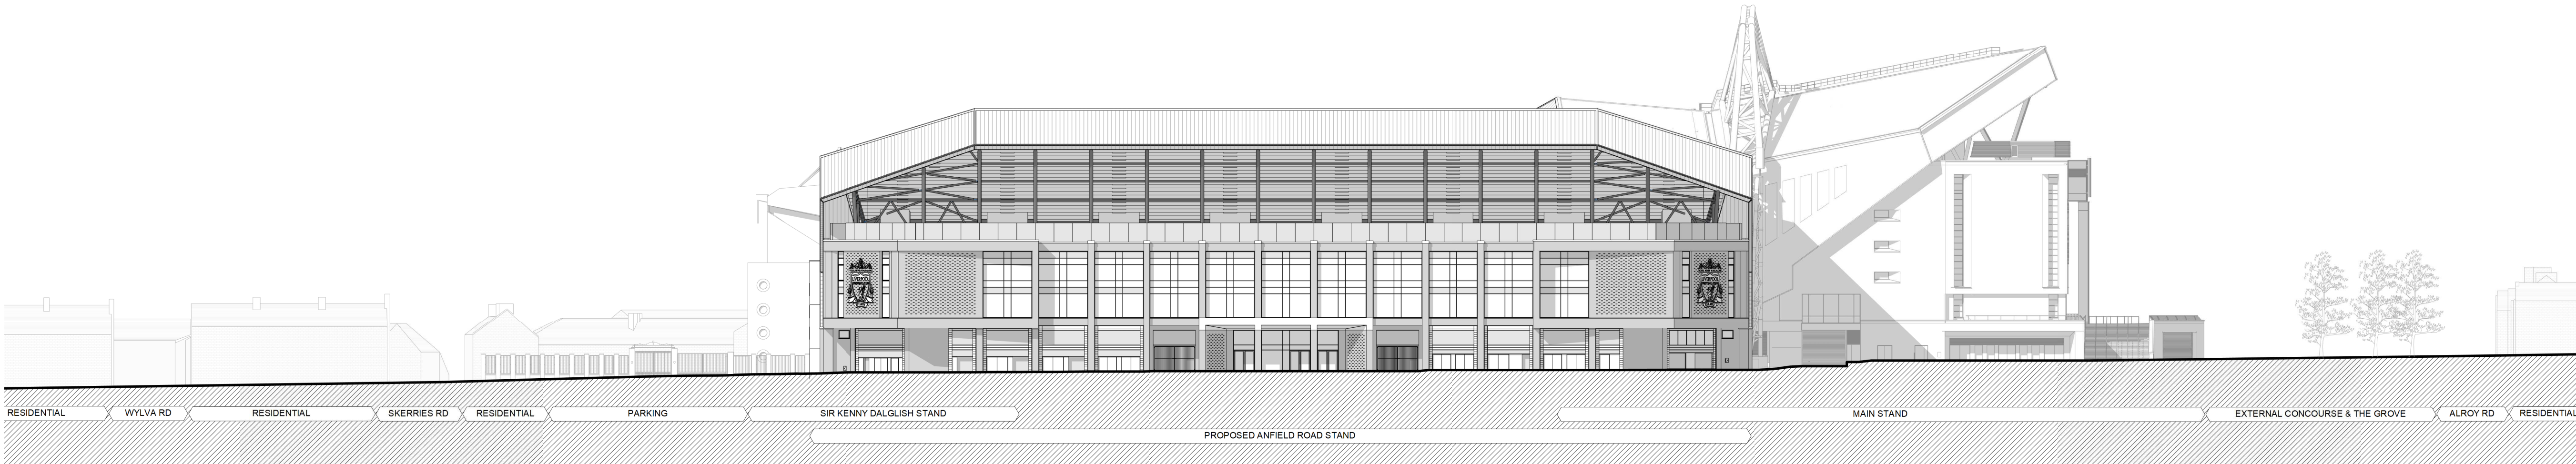 RESIDENTIAL
WYLVA RD
RESIDENTIAL
SKERRIES RD
RESIDENTIAL
PARKING
SIR KENNY DALGLISH STAND
MAIN STAND
EXTERNAL CONCOURSE & THE GROVE
ALROY RD
RESIDENTIAL
PROPOSED ANFIELD ROAD STAND